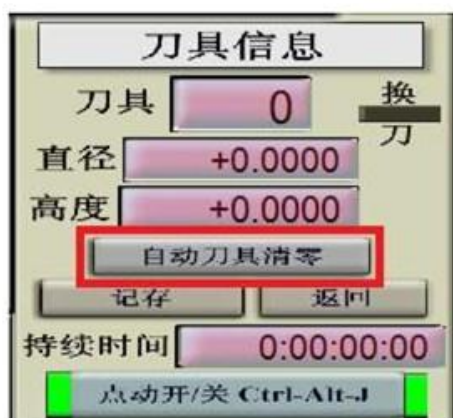 刀具信息
刀具 0 换刀
直径 +0.0000
高度 +0.0000
自动刀具清零
记存 返回
持续时间 0:00:00:00
点动开/关 Ctrl-Alt-J